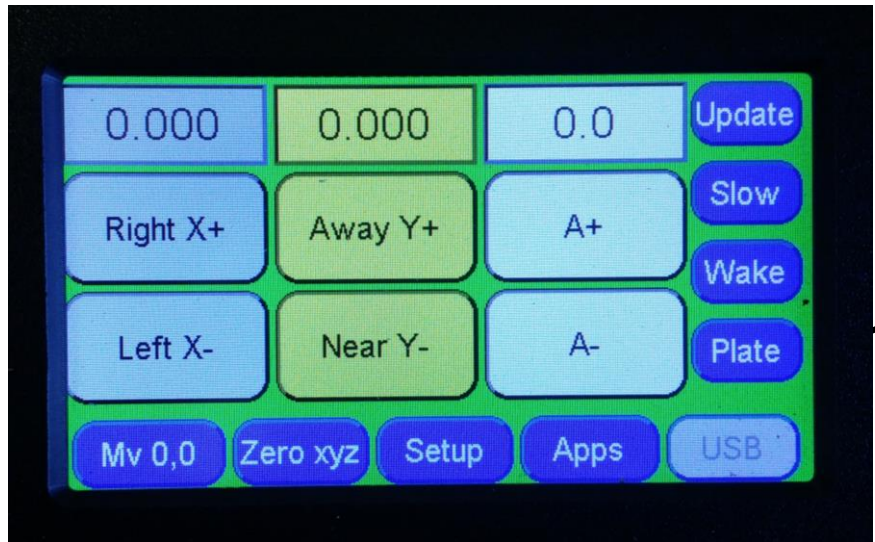 0.000 0.000 0.0 Update
Slow
Right X+ Away Y+ A+
Wake
Left X- Near Y- A- Plate
Mv 0,0 Zero xyz Setup Apps USB